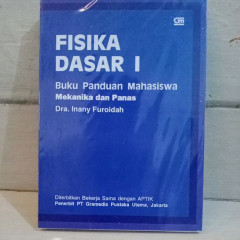 GM
FISIKA
DASAR I
Buku Panduan Mahasiswa
Mekanika dan Panas
Dra. Inany Furoidah
Diterbitkan Bekerja Sama dengan APTIK
Penerbit PT Gramedia Pustaka Utama, Jakarta